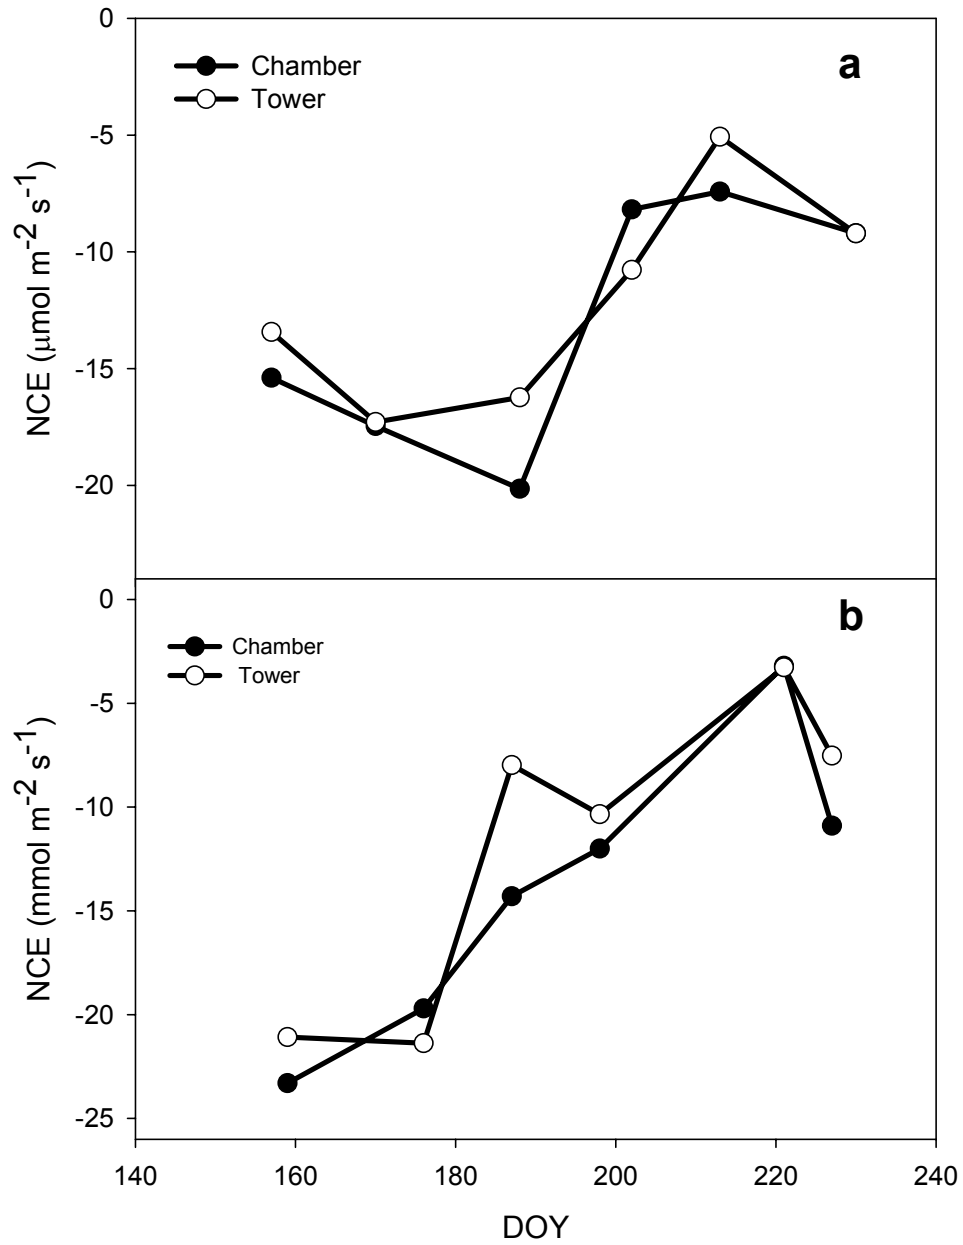 0
Chamber
a
Tower
-5
-10
-15
-20
NCE (μmol m-2 s-1)
0
b
Chamber
Tower
-5
-10
-15
-20
-25
NCE (mmol m-2 s-1)
140 160 180 200 220 240
DOY